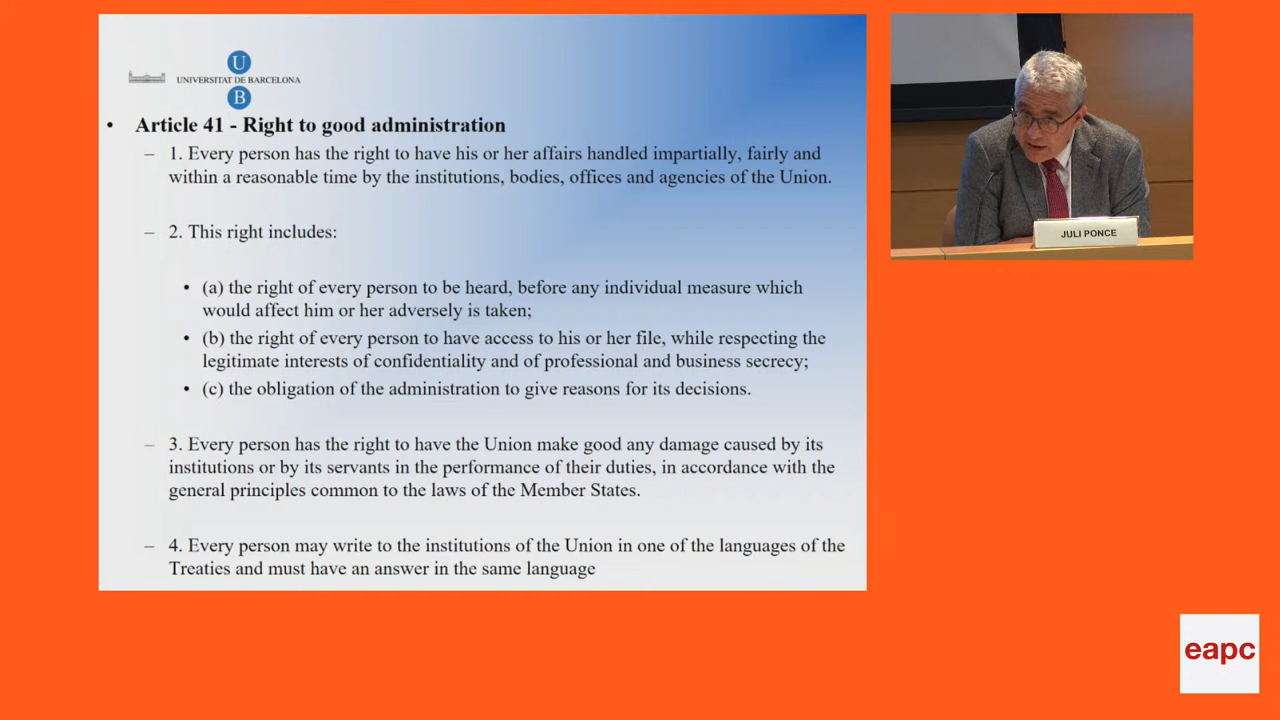 U
UNIVERSITAT DE BARCELONA
B
• Article 41 - Right to good administration
– 1. Every person has the right to have his or her affairs handled impartially, fairly and
within a reasonable time by the institutions, bodies, offices and agencies of the Union.
– 2. This right includes:
• (a) the right of every person to be heard, before any individual measure which
would affect him or her adversely is taken;
• (b) the right of every person to have access to his or her file, while respecting the
legitimate interests of confidentiality and of professional and business secrecy;
• (c) the obligation of the administration to give reasons for its decisions.
– 3. Every person has the right to have the Union make good any damage caused by its
institutions or by its servants in the performance of their duties, in accordance with the
general principles common to the laws of the Member States.
– 4. Every person may write to the institutions of the Union in one of the languages of the
Treaties and must have an answer in the same language
JULI PONCE
eapc